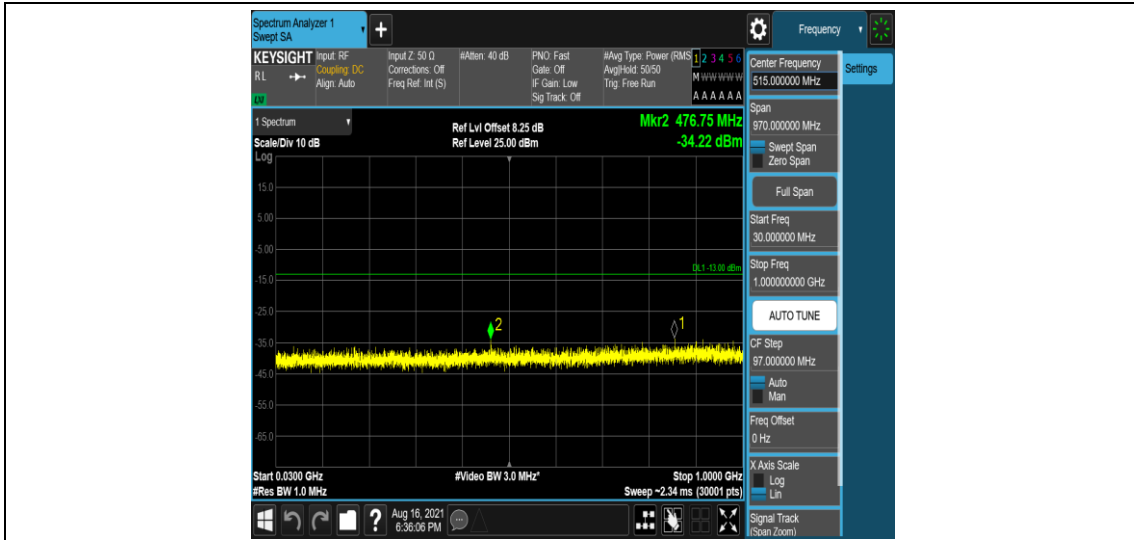 Spectrum Analyzer 1
Swept SA
+
Frequency
KEYSIGHT
RL
Input: RF
Coupling: DC
Align: Auto
Input Z: 50 Ω
Corrections: Off
Freq Ref: Int (S)
#Atten: 40 dB
PNO: Fast
Gate: Off
IF Gain: Low
Sig Track: Off
#Avg Type: Power (RMS
Avg|Hold: 50/50
Trig: Free Run
1 2 3 4 5 6
M W W W W W
A A A A A A
1 Spectrum
Scale/Div 10 dB
Log
Ref Lvl Offset 8.25 dB
Ref Level 25.00 dBm
Mkr2 476.75 MHz
-34.22 dBm
15.0
5.00
-5.00
-15.0
-25.0
-35.0
-45.0
-55.0
-65.0
DL1 -13.00 dBm
2
1
Start 0.0300 GHz
#Res BW 1.0 MHz
#Video BW 3.0 MHz*
Stop 1.0000 GHz
Sweep ~2.34 ms (30001 pts)
?
Aug 16, 2021
6:36:06 PM
Center Frequency
515.000000 MHz
Settings
Span
970.000000 MHz
Swept Span
Zero Span
Full Span
Start Freq
30.000000 MHz
Stop Freq
1.000000000 GHz
AUTO TUNE
CF Step
97.000000 MHz
Auto
Man
Freq Offset
0 Hz
X Axis Scale
Log
Lin
Signal Track
(Span Zoom)